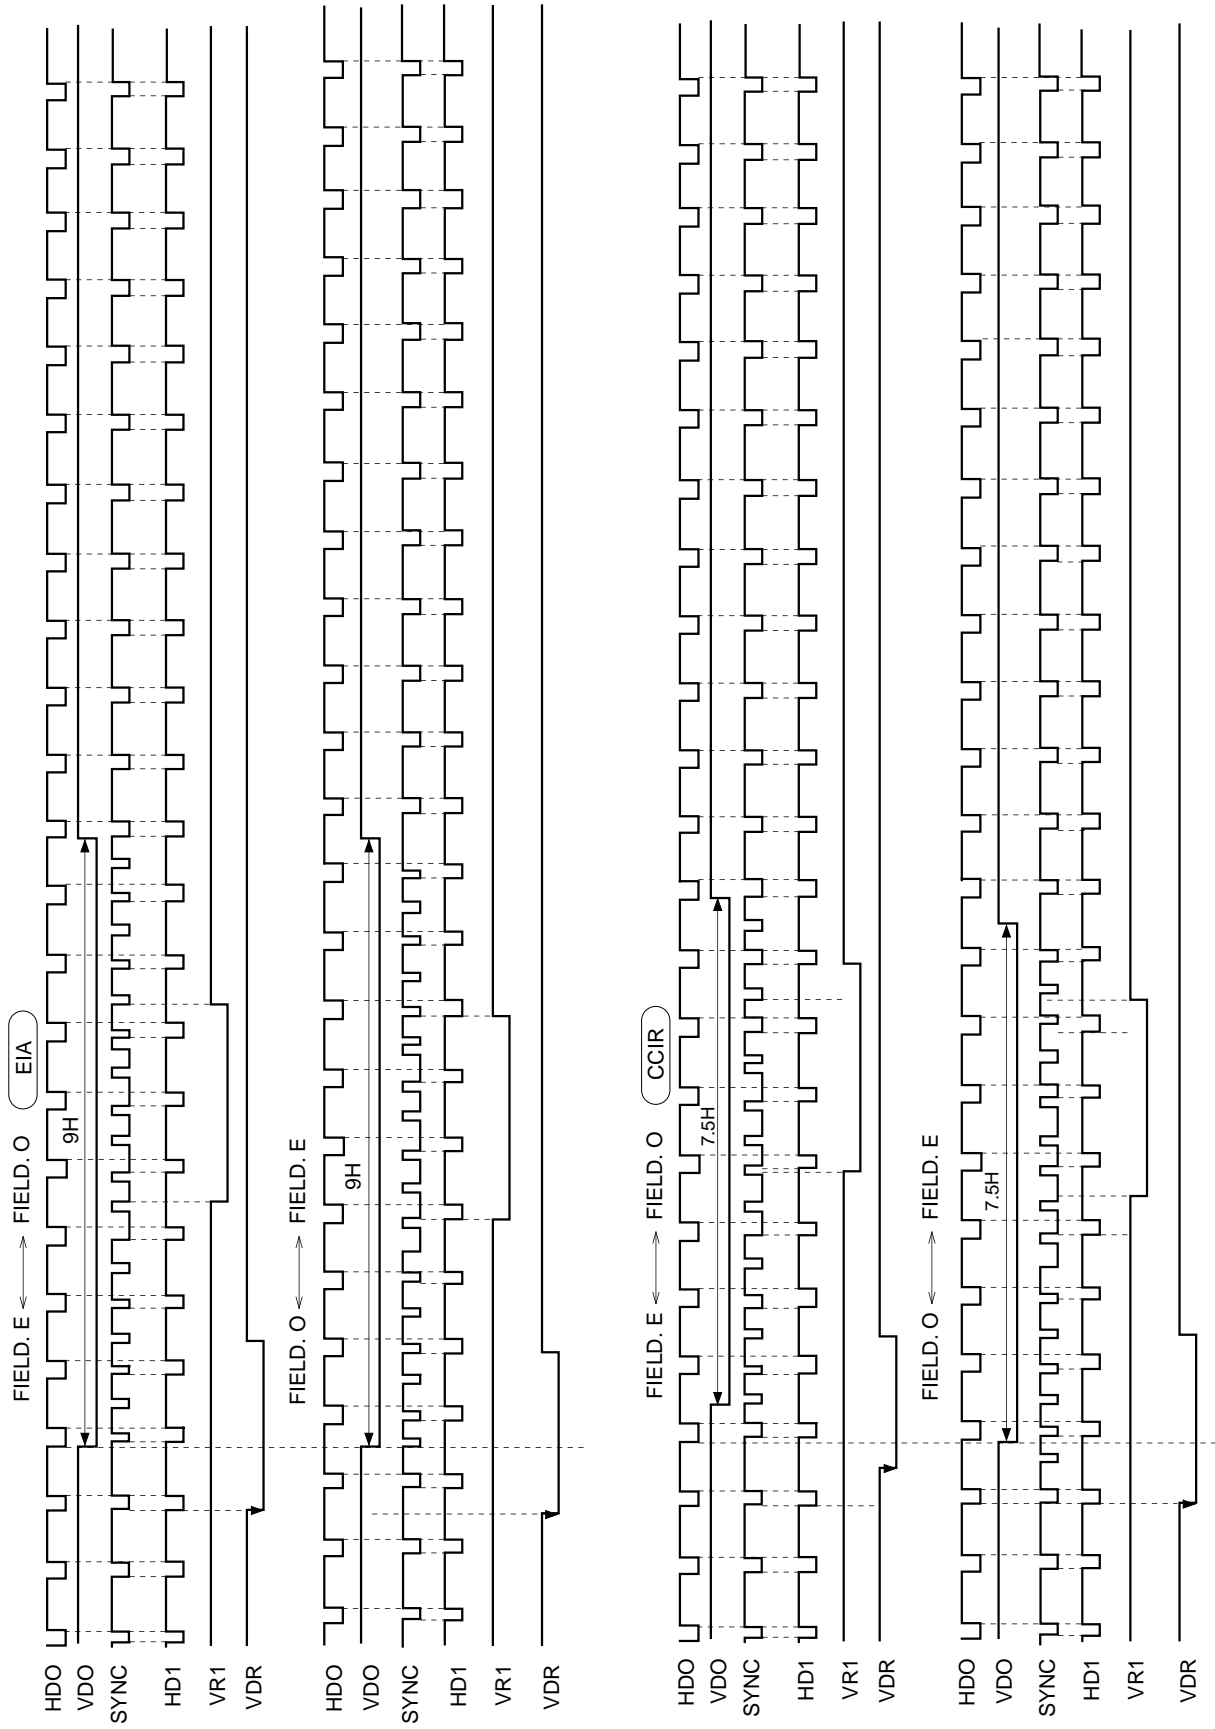 EIA
FIELD. E ⟷ FIELD. O
9H
HDO
VDO
SYNC
HD1
VR1
VDR
FIELD. O ⟷ FIELD. E
9H
HDO
VDO
SYNC
HD1
VR1
VDR
CCIR
FIELD. E ⟷ FIELD. O
7.5H
HDO
VDO
SYNC
HD1
VR1
VDR
FIELD. O ⟷ FIELD. E
7.5H
HDO
VDO
SYNC
HD1
VR1
VDR